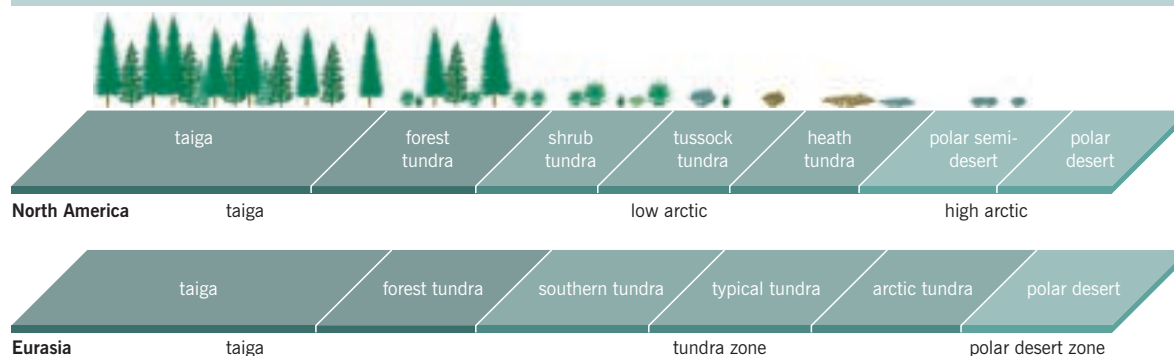 taiga
forest
tundra
shrub
tundra
tussock
tundra
heath
tundra
polar semi-
desert
polar
desert
North America taiga low arctic high arctic
taiga forest tundra southern tundra typical tundra arctic tundra polar desert
Eurasia taiga tundra zone polar desert zone